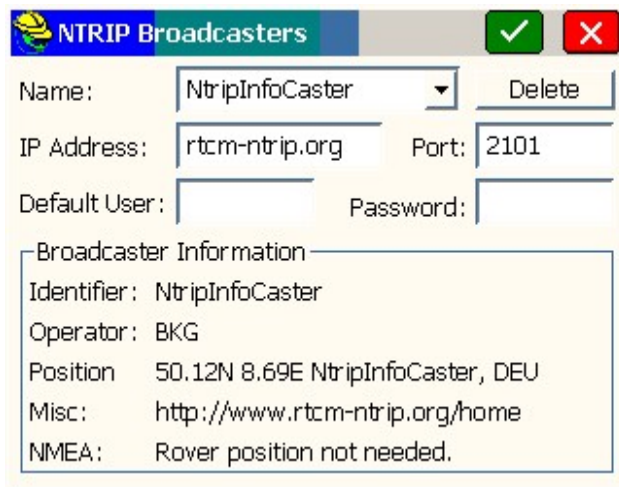 NTRIP Broadcasters
Name: NtripInfoCaster Delete
IP Address: rtcm-ntrip.org Port: 2101
Default User: Password:
Broadcaster Information
Identifier: NtripInfoCaster
Operator: BKG
Position 50.12N 8.69E NtripInfoCaster, DEU
Misc: http://www.rtcm-ntrip.org/home
NMEA: Rover position not needed.